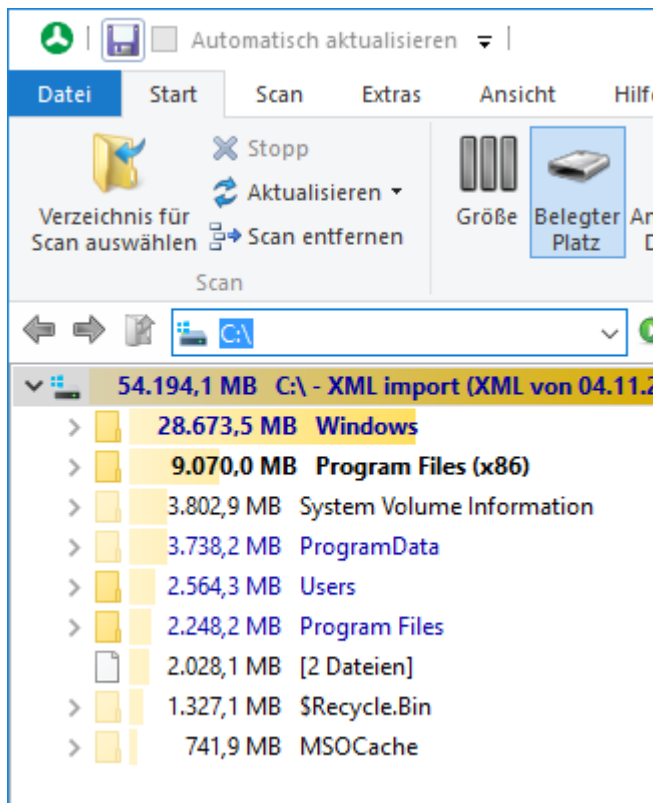 Automatisch aktualisieren
Datei Start Scan Extras Ansicht
Verzeichnis für
Scan auswählen
Stopp
Aktualisieren
Scan entfernen
Größe
Belegter
Platz
Scan
C:\
54.194,1 MB C:\ - XML import (XML von 04.11.2
28.673,5 MB Windows
9.070,0 MB Program Files (x86)
3.802,9 MB System Volume Information
3.738,2 MB ProgramData
2.564,3 MB Users
2.248,2 MB Program Files
2.028,1 MB [2 Dateien]
1.327,1 MB $Recycle.Bin
741,9 MB MSOCache